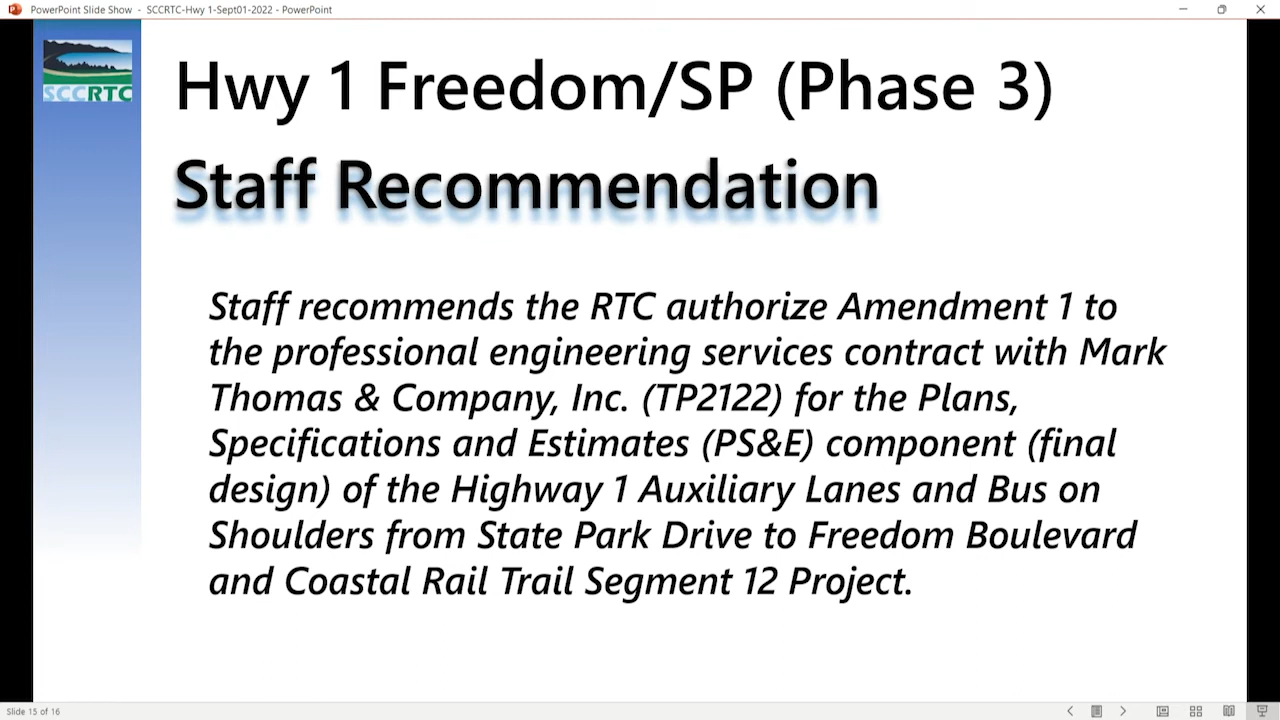 PowerPoint Slide Show - SCCRTC-Hwy 1-Sept01-2022 - PowerPoint
SCCRTC
Hwy 1 Freedom/SP (Phase 3)
Staff Recommendation
Staff recommends the RTC authorize Amendment 1 to
the professional engineering services contract with Mark
Thomas & Company, Inc. (TP2122) for the Plans,
Specifications and Estimates (PS&E) component (final
design) of the Highway 1 Auxiliary Lanes and Bus on
Shoulders from State Park Drive to Freedom Boulevard
and Coastal Rail Trail Segment 12 Project.
Slide 15 of 16